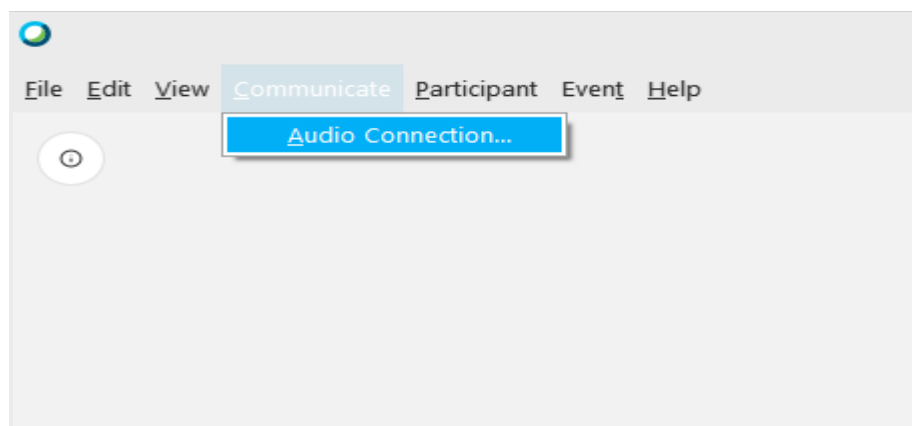 File Edit View Communicate Participant Event Help
Audio Connection...